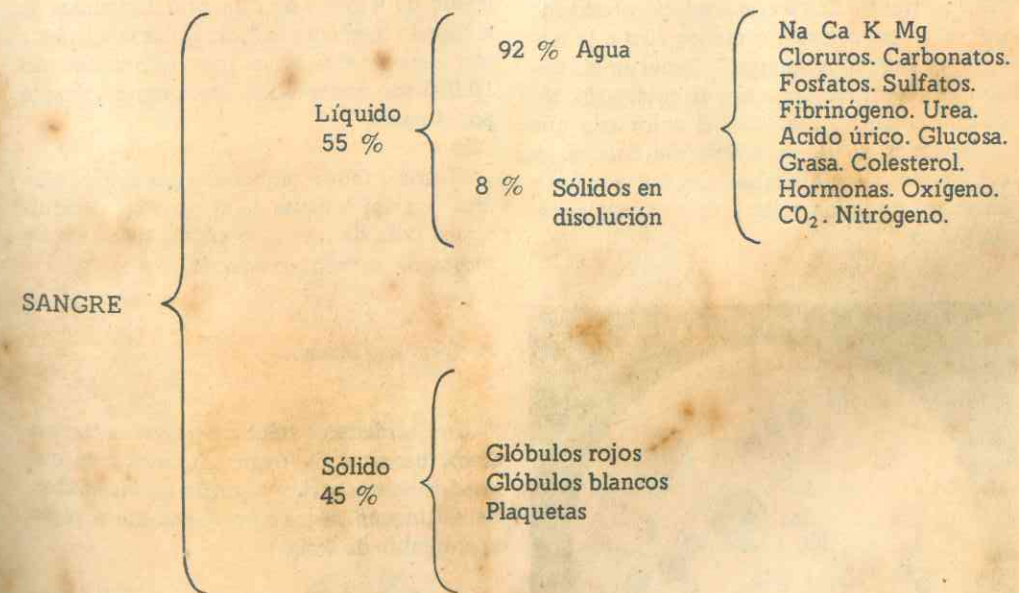 SANGRE
Líquido
55 %
92 % Agua
8 % Sólidos en
disolución
Na Ca K Mg
Cloruros. Carbonatos.
Fosfatos. Sulfatos.
Fibrinógeno. Urea.
Acido úrico. Glucosa.
Grasa. Colesterol.
Hormonas. Oxígeno.
CO₂. Nitrógeno.
Sólido
45 %
Glóbulos rojos
Glóbulos blancos
Plaquetas